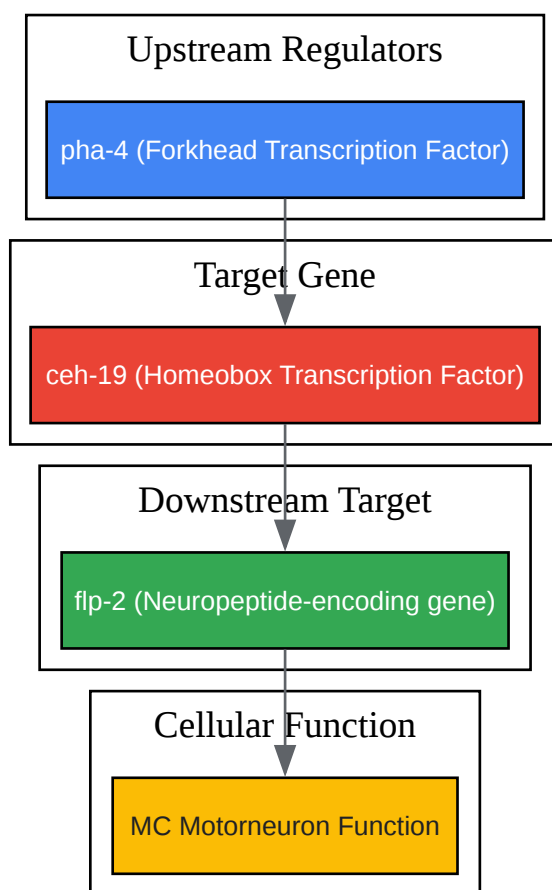 Upstream Regulators
pha-4 (Forkhead Transcription Factor)
Target Gene
ceh-19 (Homeobox Transcription Factor)
Downstream Target
flp-2 (Neuropeptide-encoding gene)
Cellular Function
MC Motorneuron Function